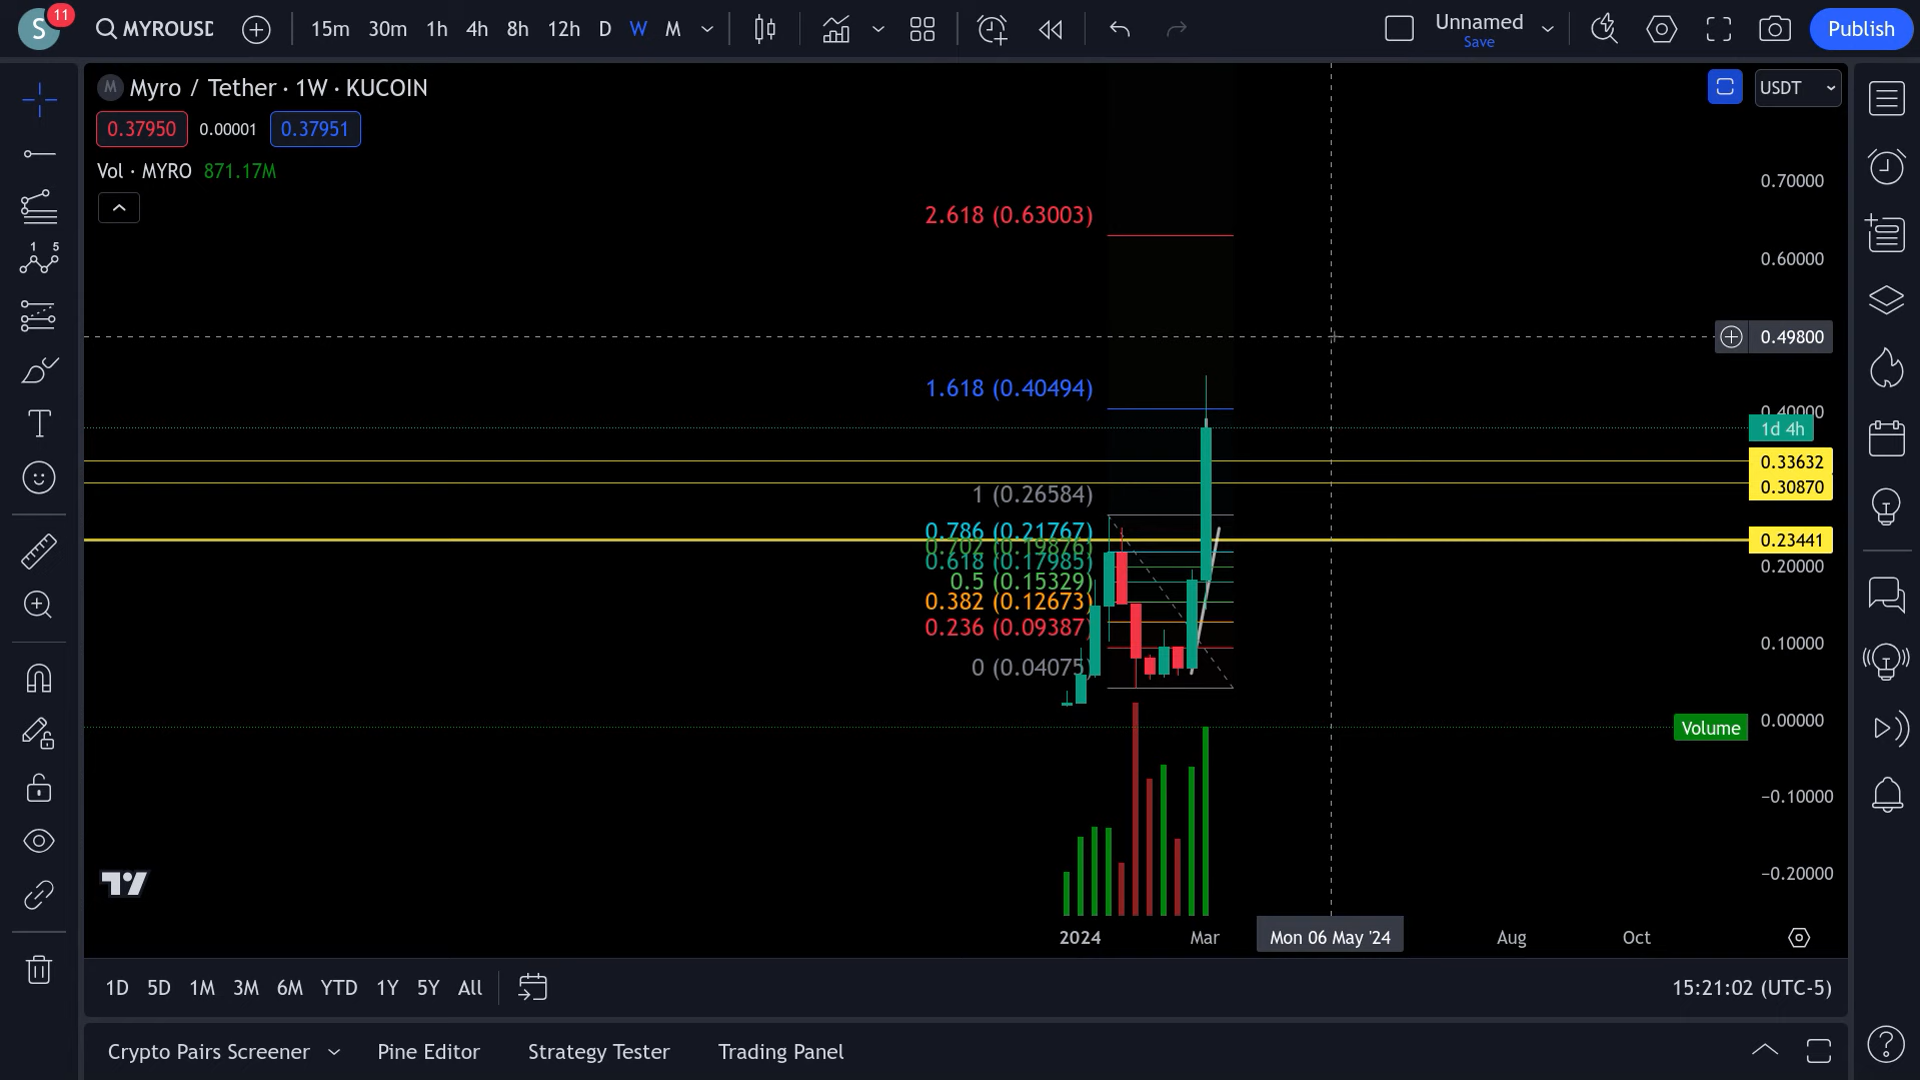 S
11
MYROUSD
15m 30m 1h 4h 8h 12h D W M
Unnamed
Save
Publish
M Myro / Tether · 1W · KUCOIN
USDT
0.37950 0.00001 0.37951
Vol · MYRO 871.17M
0.70000
2.618 (0.63003)
0.60000
0.49800
1.618 (0.40494)
0.40000
1d 4h
0.33632
0.30870
1 (0.26584)
0.786 (0.21767)
0.23441
0.702 (0.19876)
0.618 (0.17985)
0.20000
0.5 (0.15329)
0.382 (0.12673)
0.236 (0.09387)
0.10000
0 (0.04075)
Volume
0.00000
−0.10000
−0.20000
2024 Mar Mon 06 May '24 Aug Oct
1D 5D 1M 3M 6M YTD 1Y 5Y All
15:21:02 (UTC-5)
Crypto Pairs Screener Pine Editor Strategy Tester Trading Panel